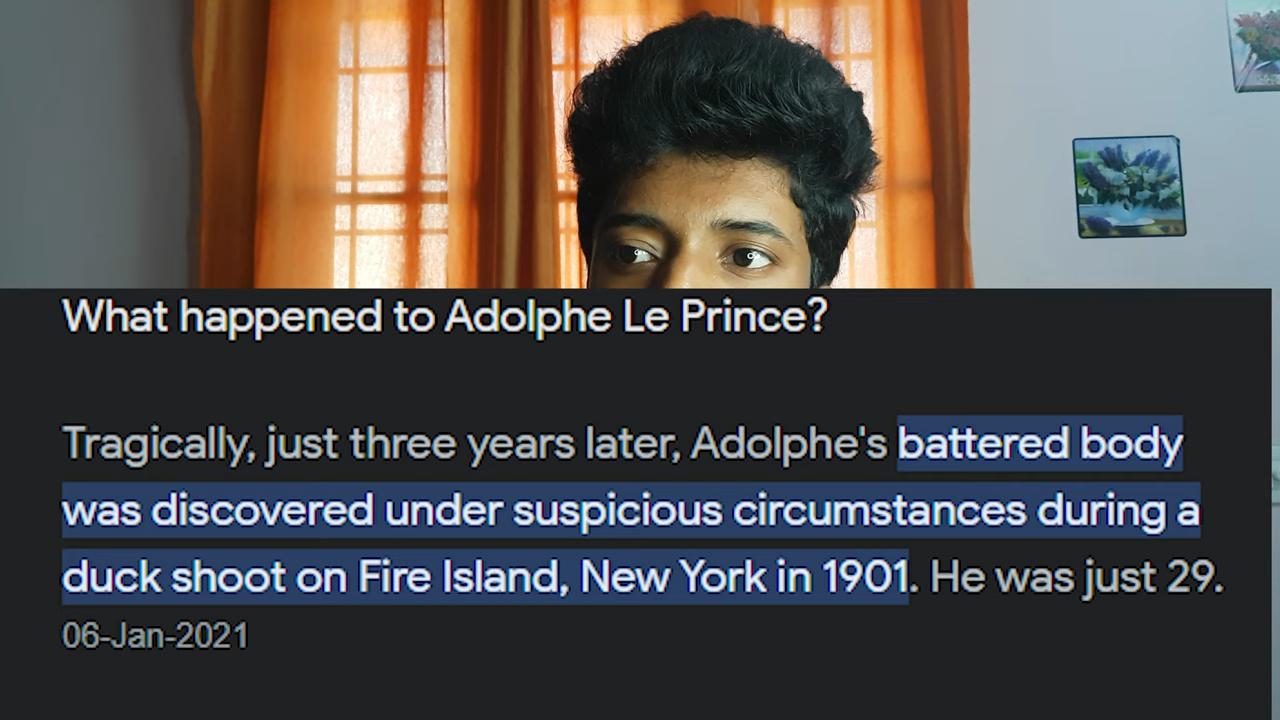 What happened to Adolphe Le Prince?
Tragically, just three years later, Adolphe's battered body
was discovered under suspicious circumstances during a
duck shoot on Fire Island, New York in 1901. He was just 29.
06-Jan-2021